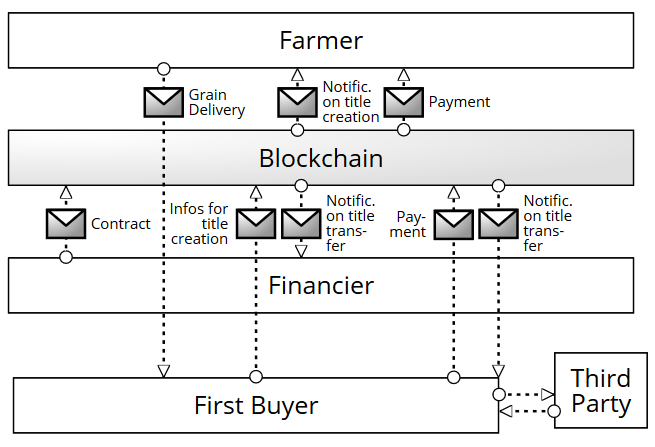 Farmer
Grain
Delivery
Notific.
on title
creation
Payment
Blockchain
Contract
Infos for
title
creation
Notific.
on title
trans-
fer
Pay-
ment
Notific.
on title
trans-
fer
Financier
First Buyer
Third
Party